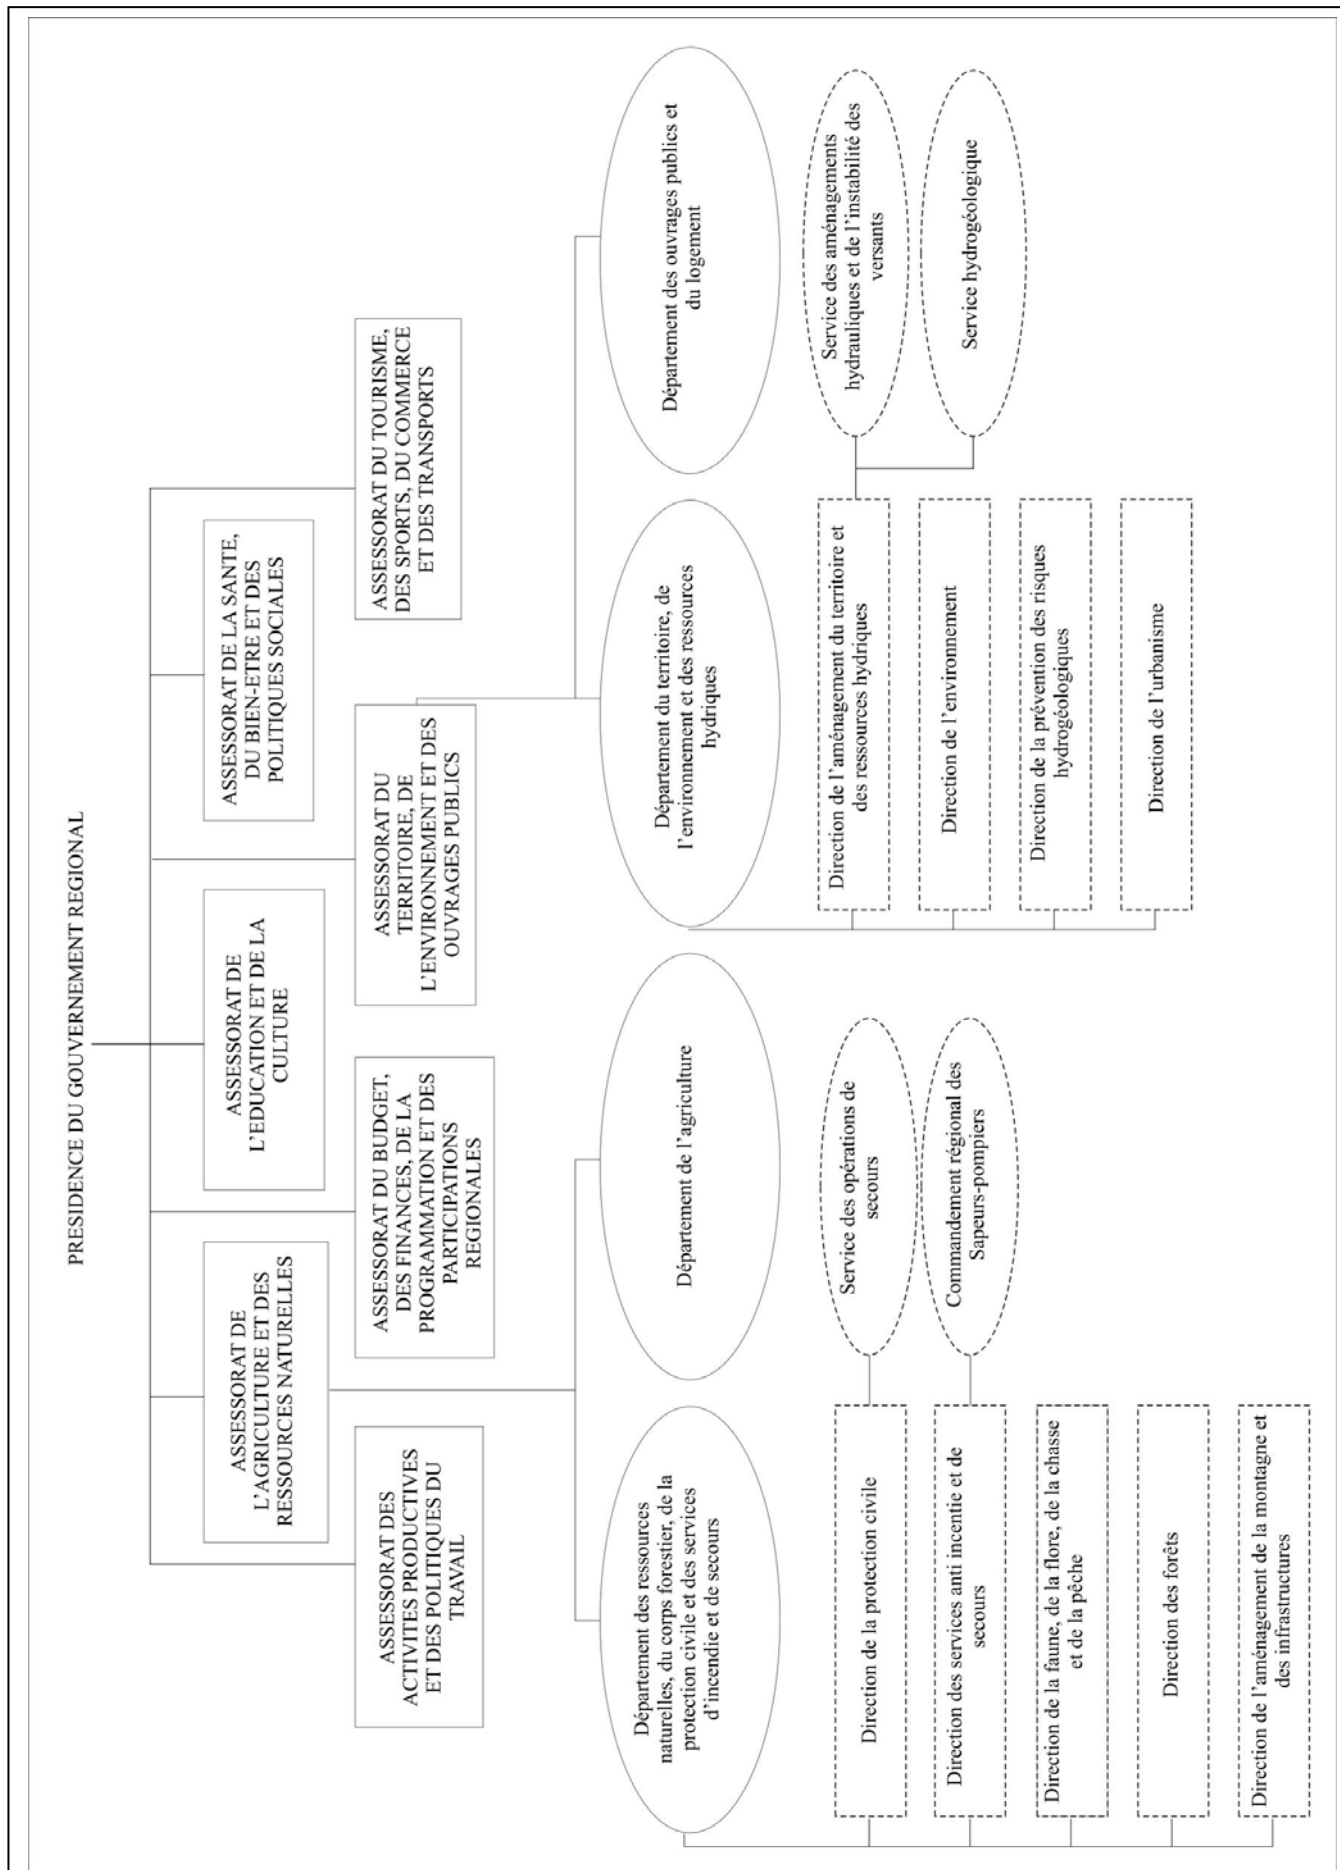 PRESIDENCE DU GOUVERNEMENT REGIONAL
ASSESSORAT DE
L'AGRICULTURE ET DES
RESSOURCES NATURELLES
ASSESSORAT DE
L'EDUCATION ET DE LA
CULTURE
ASSESSORAT DE LA SANTE,
DU BIEN-ETRE ET DES
POLITIQUES SOCIALES
ASSESSORAT DES
ACTIVITES PRODUCTIVES
ET DES POLITIQUES DU
TRAVAIL
ASSESSORAT DU BUDGET,
DES FINANCES, DE LA
PROGRAMMATION ET DES
PARTICIPATIONS
REGIONALES
ASSESSORAT DU
TERRITOIRE, DE
L'ENVIRONNEMENT ET DES
OUVRAGES PUBLICS
ASSESSORAT DU TOURISME,
DES SPORTS, DU COMMERCE
ET DES TRANSPORTS
Département des ressources
naturelles, du corps forestier, de la
protection civile et des services
d'incendie et de secours
Département de l'agriculture
Département du territoire, de
l'environnement et des ressources
hydriques
Département des ouvrages publics et
du logement
Direction de la protection civile
Service des opérations de
secours
Direction des services anti incentie et de
secours
Commandement régional des
Sapeurs-pompiers
Direction de la faune, de la flore, de la chasse
et de la pêche
Direction des forêts
Direction de l'aménagement de la montagne et
des infrastructures
Direction de l'aménagement du territoire et
des ressources hydriques
Service des aménagements
hydrauliques et de l'instabilité des
versants
Service hydrogéologique
Direction de l'environnement
Direction de la prévention des risques
hydrogéologiques
Direction de l'urbanisme